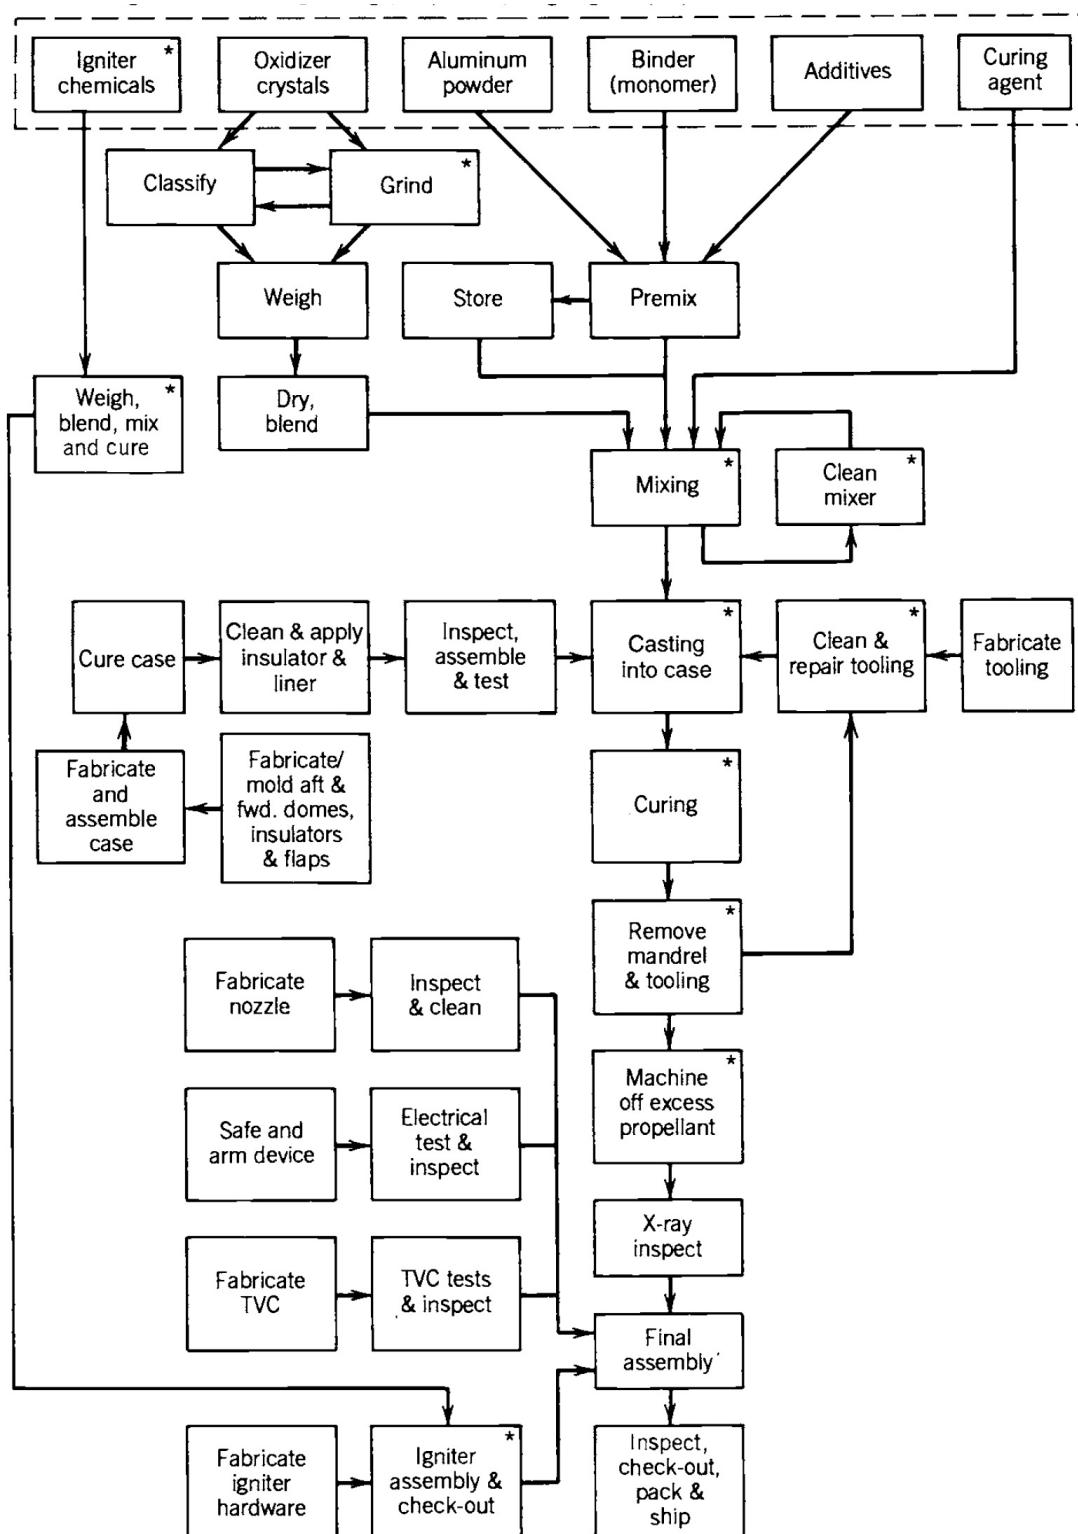 Igniter *
chemicals
Oxidizer
crystals
Aluminum
powder
Binder
(monomer)
Additives
Curing
agent
Classify
Grind *
Weigh
Store
Premix
Weigh, *
blend, mix
and cure
Dry,
blend
Mixing *
Clean *
mixer
Cure case
Clean & apply
insulator &
liner
Inspect,
assemble
& test
Casting *
into case
Clean & *
repair tooling
Fabricate
tooling
Fabricate
and
assemble
case
Fabricate/
mold aft &
fwd. domes,
insulators
& flaps
Curing *
Remove *
mandrel
& tooling
Fabricate
nozzle
Inspect
& clean
Machine *
off excess
propellant
Safe and
arm device
Electrical
test &
inspect
X-ray
inspect
Fabricate
TVC
TVC tests
& inspect
Final
assembly
Fabricate
igniter
hardware
Igniter *
assembly &
check-out
Inspect,
check-out,
pack &
ship